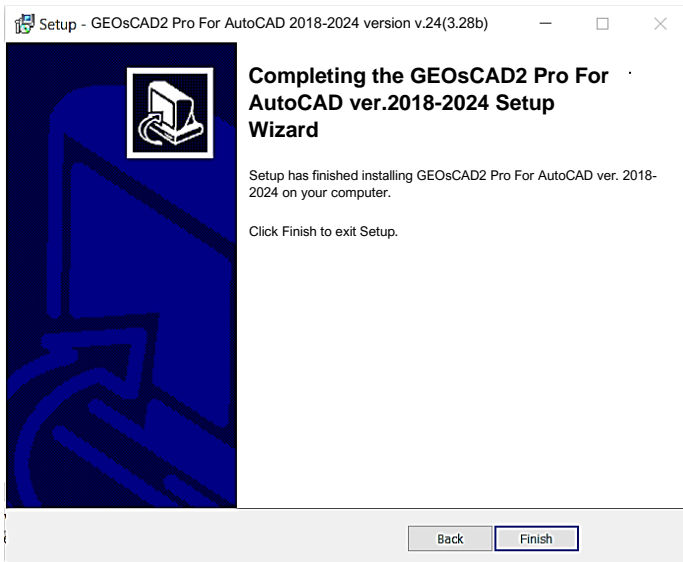 Setup - GEOsCAD2 Pro For AutoCAD 2018-2024 version v.24(3.28b)
Completing the GEOsCAD2 Pro For
AutoCAD ver.2018-2024 Setup
Wizard
Setup has finished installing GEOsCAD2 Pro For AutoCAD ver. 2018-
2024 on your computer.
Click Finish to exit Setup.
Back
Finish